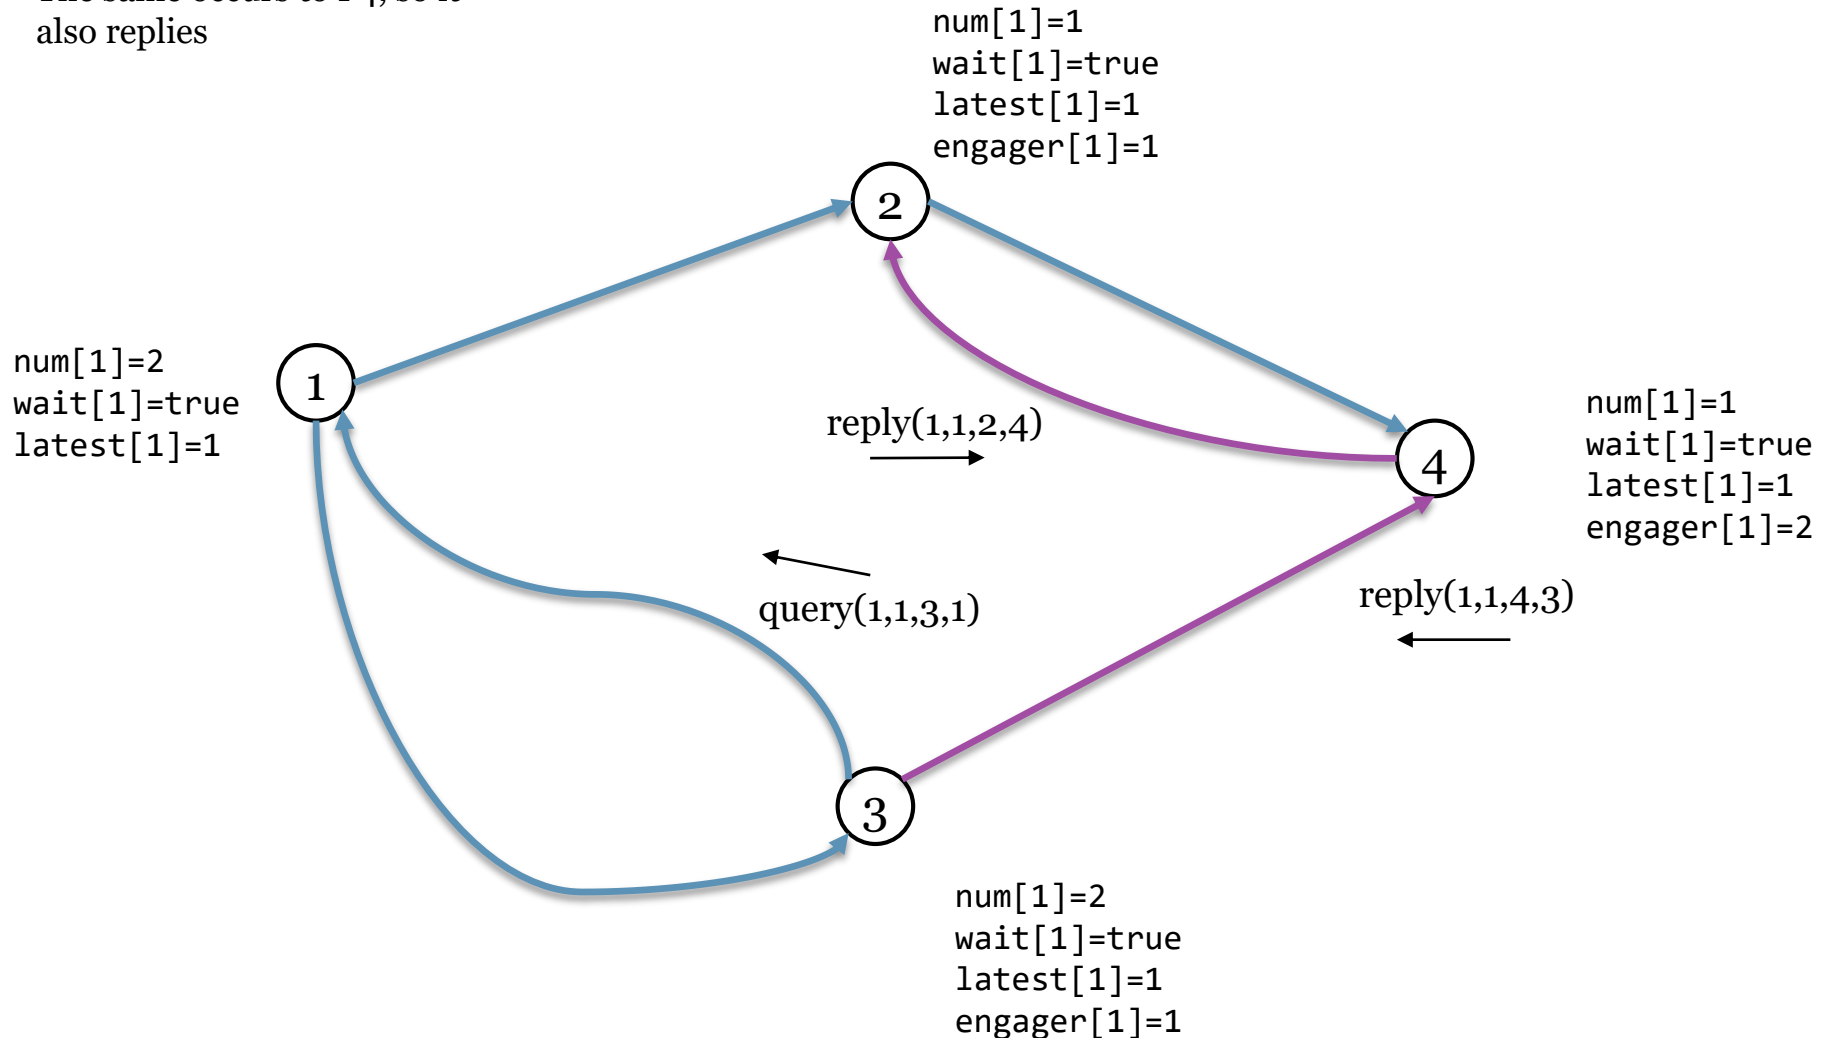 also replies
num[1]=1
wait[1]=true
latest[1]=1
engager[1]=1
2
num[1]=2
wait[1]=true
latest[1]=1
1
reply(1,1,2,4)
4
num[1]=1
wait[1]=true
latest[1]=1
engager[1]=2
query(1,1,3,1)
reply(1,1,4,3)
3
num[1]=2
wait[1]=true
latest[1]=1
engager[1]=1